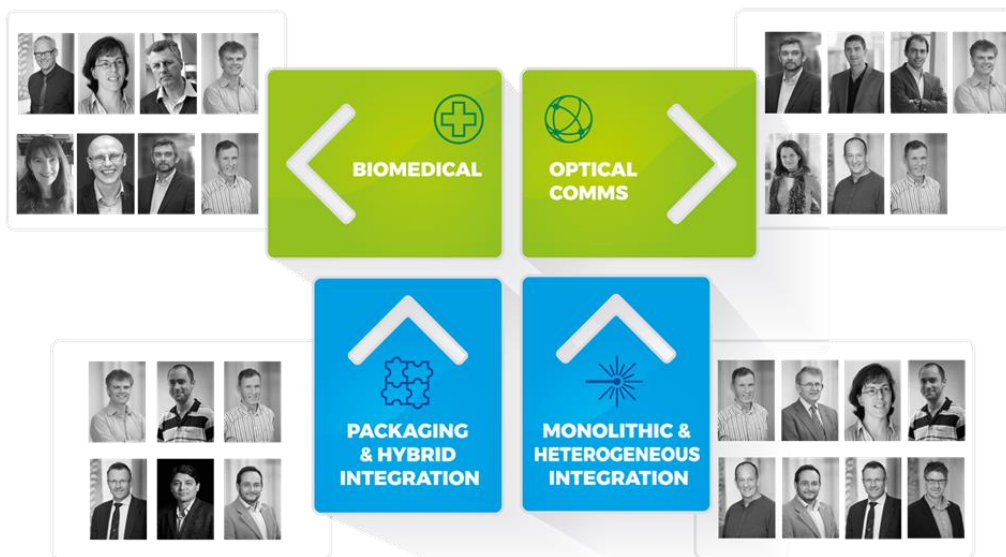 BIOMEDICAL
OPTICAL
COMMS
PACKAGING
& HYBRID
INTEGRATION
MONOLITHIC &
HETEROGENEOUS
INTEGRATION